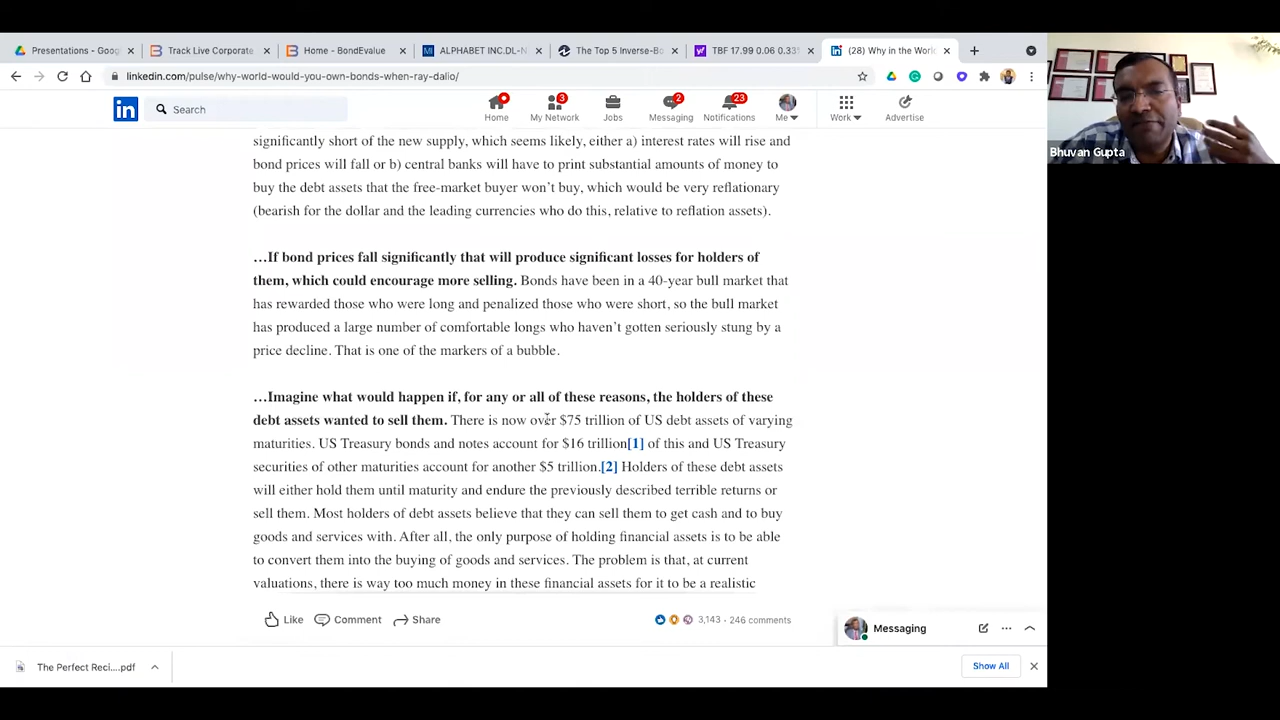 Presentations - Goog
Track Live Corporate
Home - BondEvalue
ALPHABET INC.DL-N
The Top 5 Inverse-Bo
TBF 17.99 0.06 0.33%
(28) Why in the World
linkedin.com/pulse/why-world-would-you-own-bonds-when-ray-dalio/
in
Search
Home
3
My Network
Jobs
2
Messaging
23
Notifications
Me
Work
Advertise
Bhuvan Gupta
significantly short of the new supply, which seems likely, either a) interest rates will rise and
bond prices will fall or b) central banks will have to print substantial amounts of money to
buy the debt assets that the free-market buyer won't buy, which would be very reflationary
(bearish for the dollar and the leading currencies who do this, relative to reflation assets).
…If bond prices fall significantly that will produce significant losses for holders of
them, which could encourage more selling. Bonds have been in a 40-year bull market that
has rewarded those who were long and penalized those who were short, so the bull market
has produced a large number of comfortable longs who haven't gotten seriously stung by a
price decline. That is one of the markers of a bubble.
…Imagine what would happen if, for any or all of these reasons, the holders of these
debt assets wanted to sell them. There is now over $75 trillion of US debt assets of varying
maturities. US Treasury bonds and notes account for $16 trillion[1] of this and US Treasury
securities of other maturities account for another $5 trillion.[2] Holders of these debt assets
will either hold them until maturity and endure the previously described terrible returns or
sell them. Most holders of debt assets believe that they can sell them to get cash and to buy
goods and services with. After all, the only purpose of holding financial assets is to be able
to convert them into the buying of goods and services. The problem is that, at current
valuations, there is way too much money in these financial assets for it to be a realistic
Like
Comment
Share
3,143 · 246 comments
Messaging
The Perfect Reci....pdf
Show All